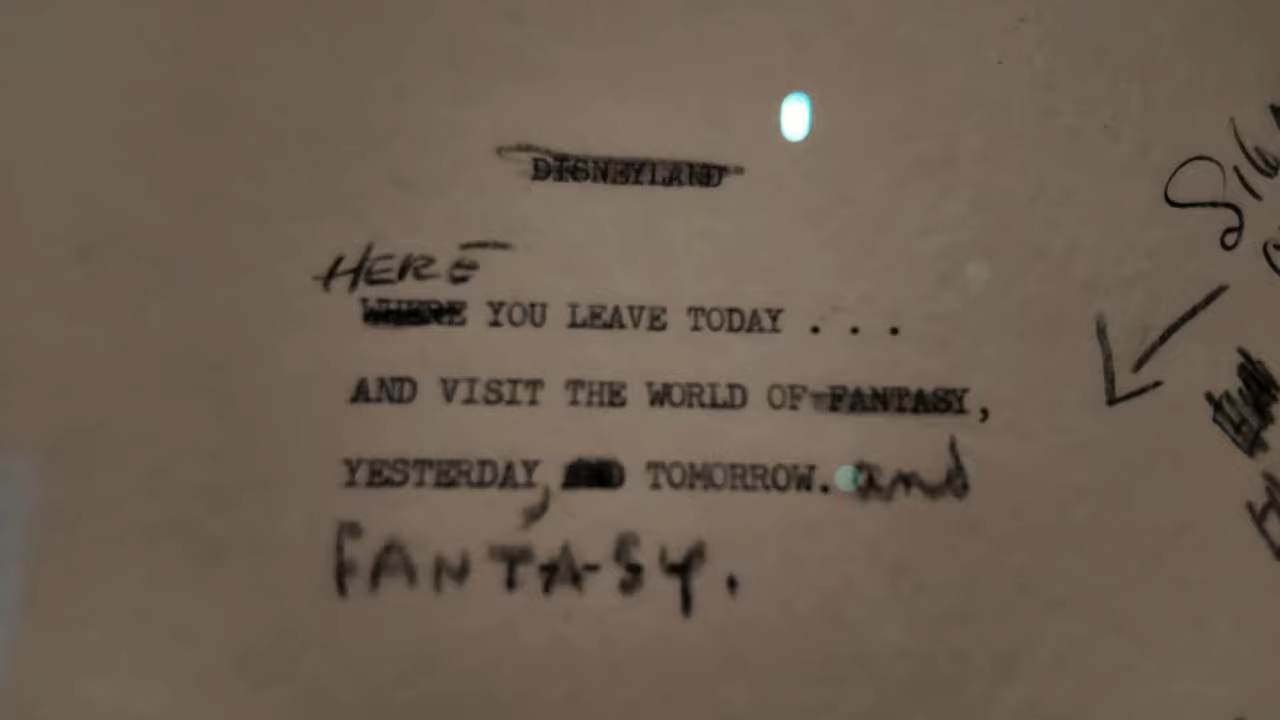 DISNEYLAND
HERE
WHERE YOU LEAVE TODAY . . .
AND VISIT THE WORLD OF FANTASY,
YESTERDAY, AND TOMORROW. and
FANTASY.